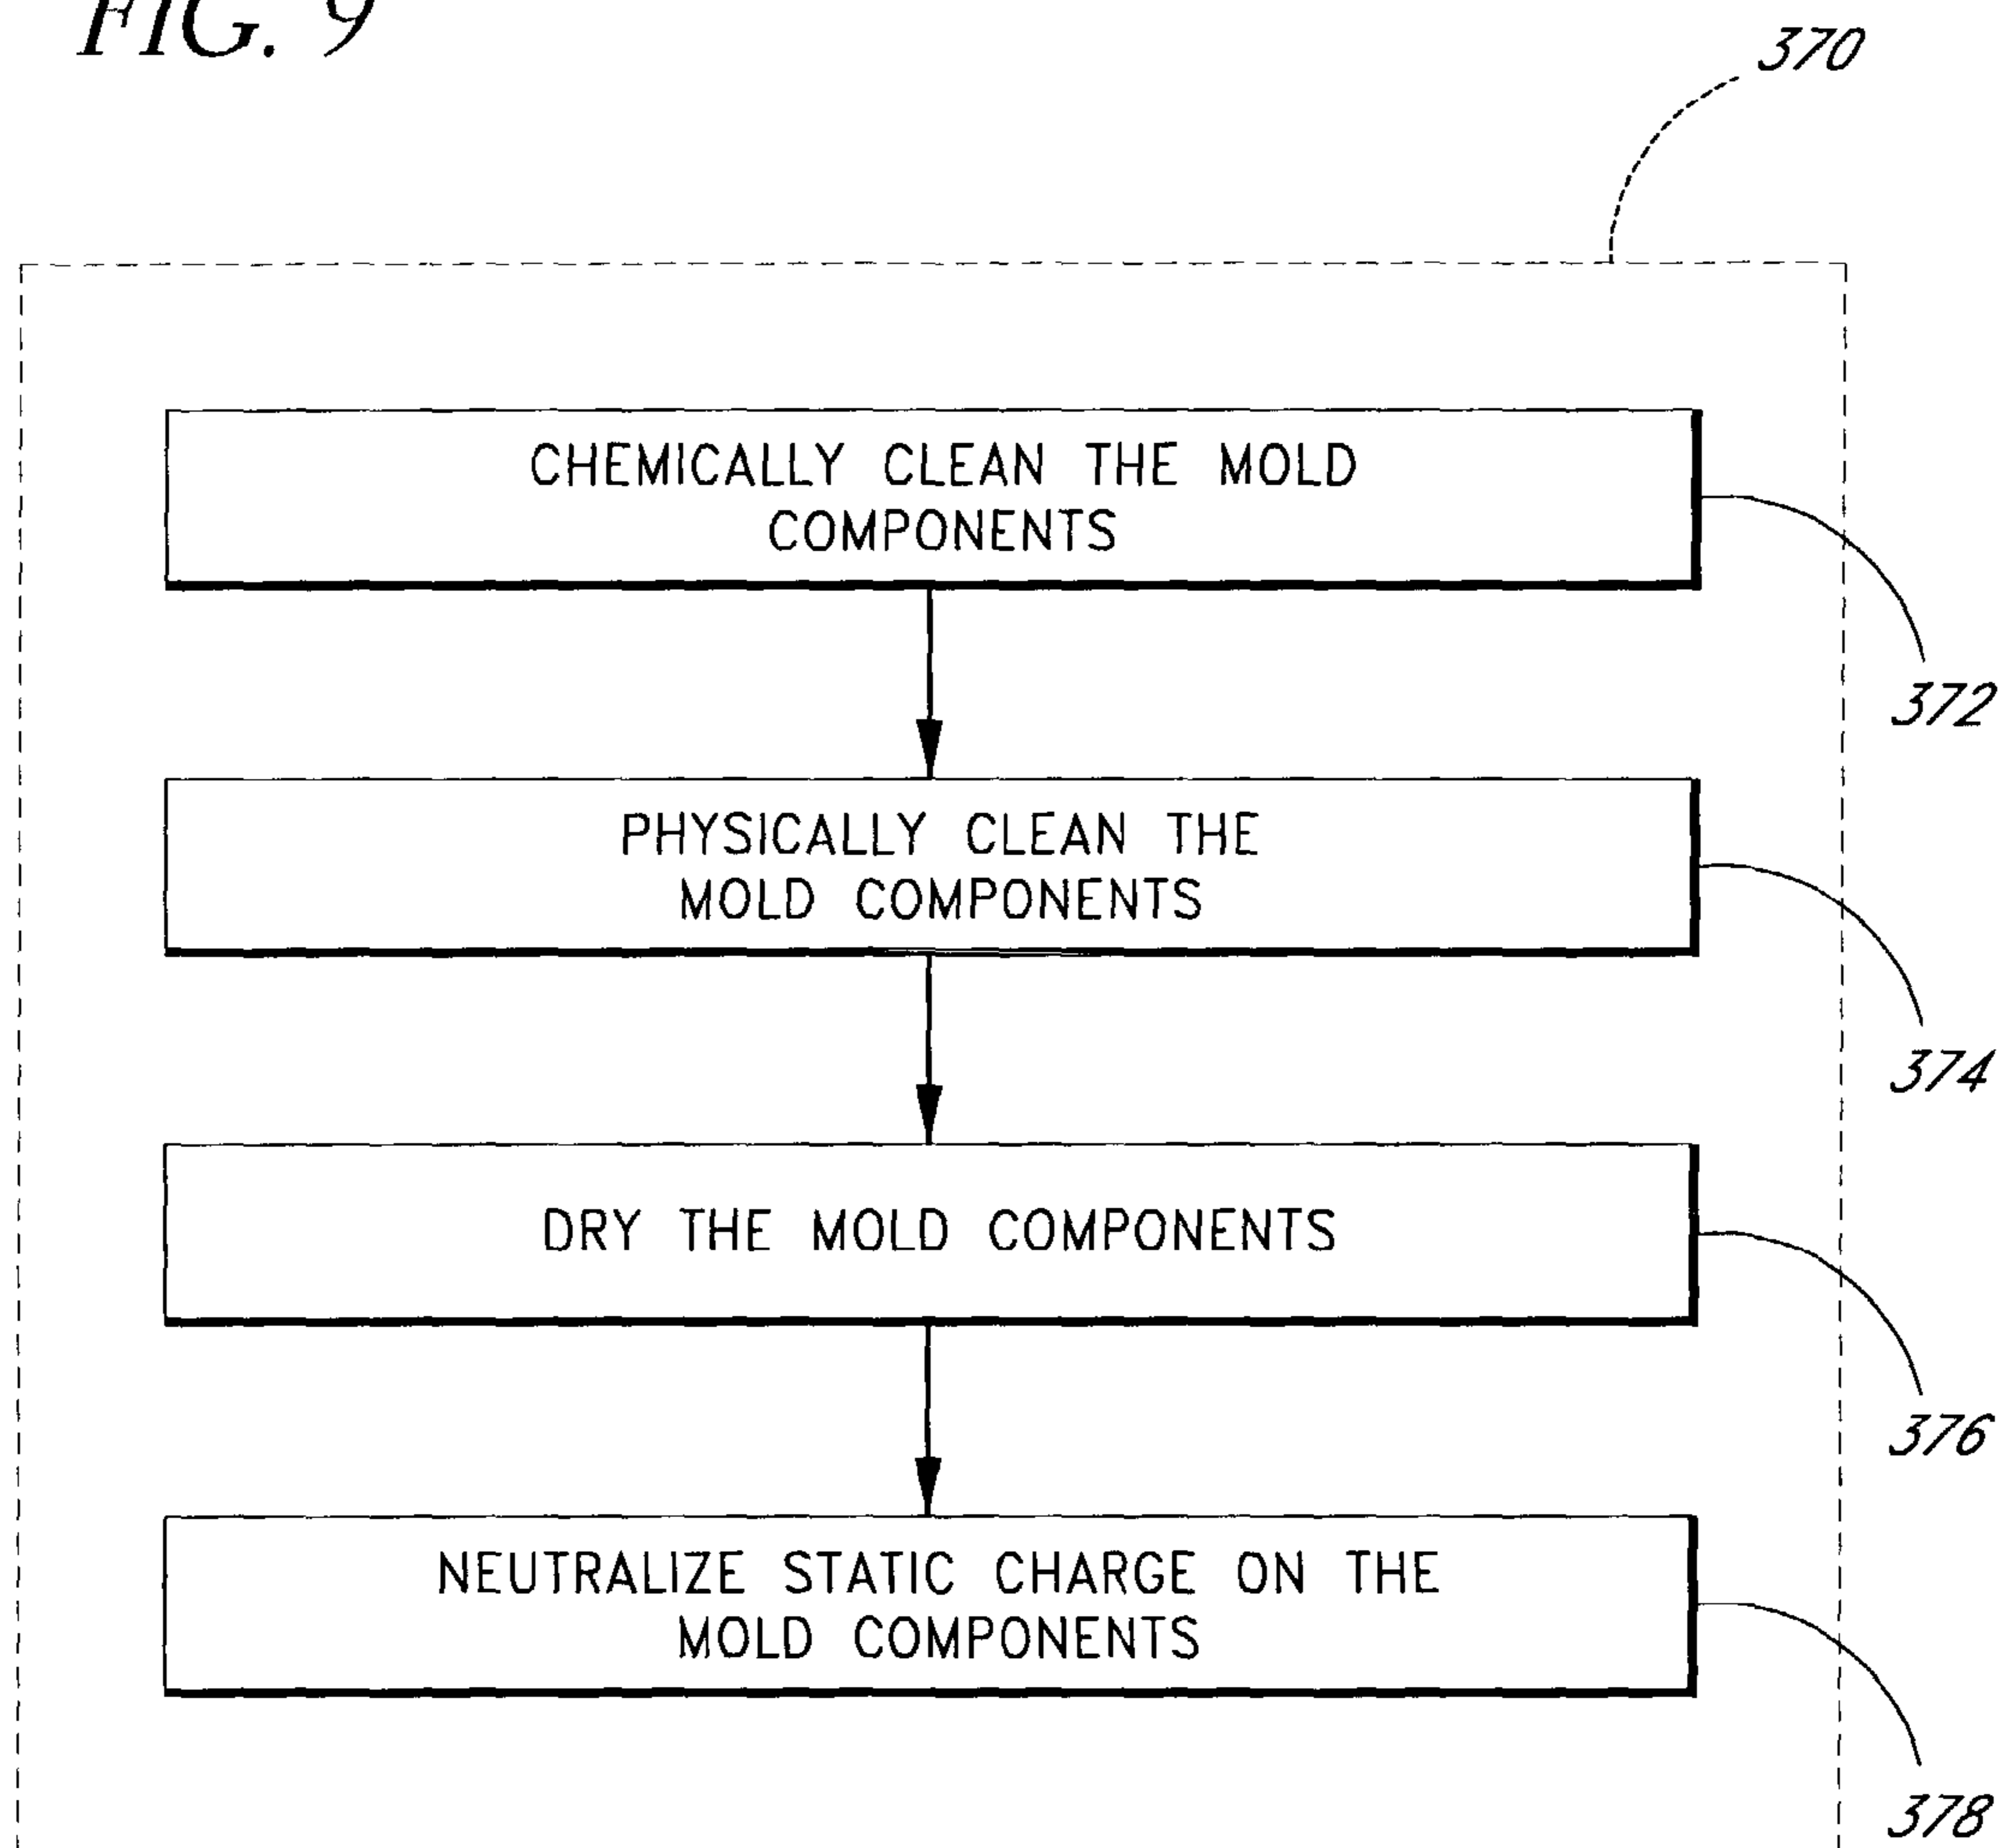 FIG. 9
370
CHEMICALLY CLEAN THE MOLD
COMPONENTS
372
PHYSICALLY CLEAN THE
MOLD COMPONENTS
374
DRY THE MOLD COMPONENTS
376
NEUTRALIZE STATIC CHARGE ON THE
MOLD COMPONENTS
378